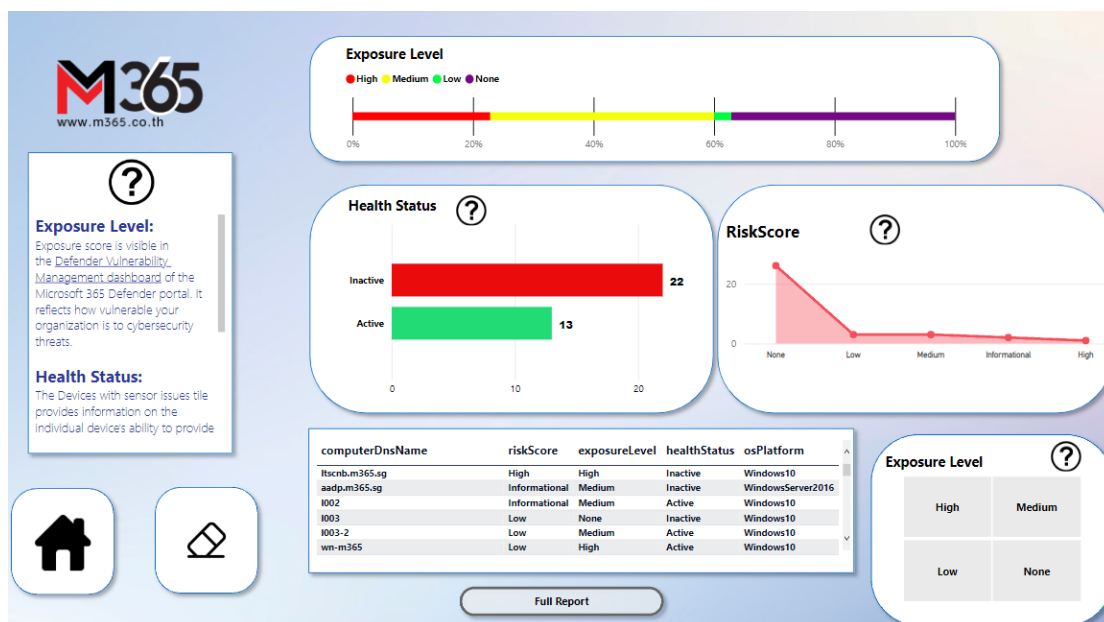 M365
www.m365.co.th
?
Exposure Level:
Exposure score is visible in
the Defender Vulnerability
Management dashboard of the
Microsoft 365 Defender portal. It
reflects how vulnerable your
organization is to cybersecurity
threats.
Health Status:
The Devices with sensor issues tile
provides information on the
individual device's ability to provide
Exposure Level
High Medium Low None
0% 20% 40% 60% 80% 100%
Health Status ?
Inactive 22
Active 13
0 10 20
RiskScore ?
20
0
None Low Medium Informational High
computerDnsName riskScore exposureLevel healthStatus osPlatform
ltscnb.m365.sg High High Inactive Windows10
aadp.m365.sg Informational Medium Inactive WindowsServer2016
l002 Informational Medium Active Windows10
l003 Low None Inactive Windows10
l003-2 Low Medium Active Windows10
wn-m365 Low High Active Windows10
Exposure Level ?
High Medium
Low None
Full Report